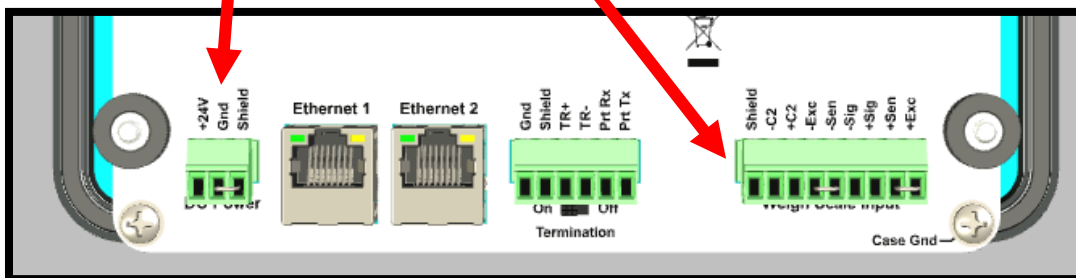 +24V
Gnd
Shield
Ethernet 1
Ethernet 2
Gnd
Shield
TR+
TR-
Prt Rx
Prt Tx
Shield
-C2
+C2
-Exc
-Sen
-Sig
+Sig
+Sen
+Exc
DC Power
On Off
Termination
Weigh Scale Input
Case Gnd